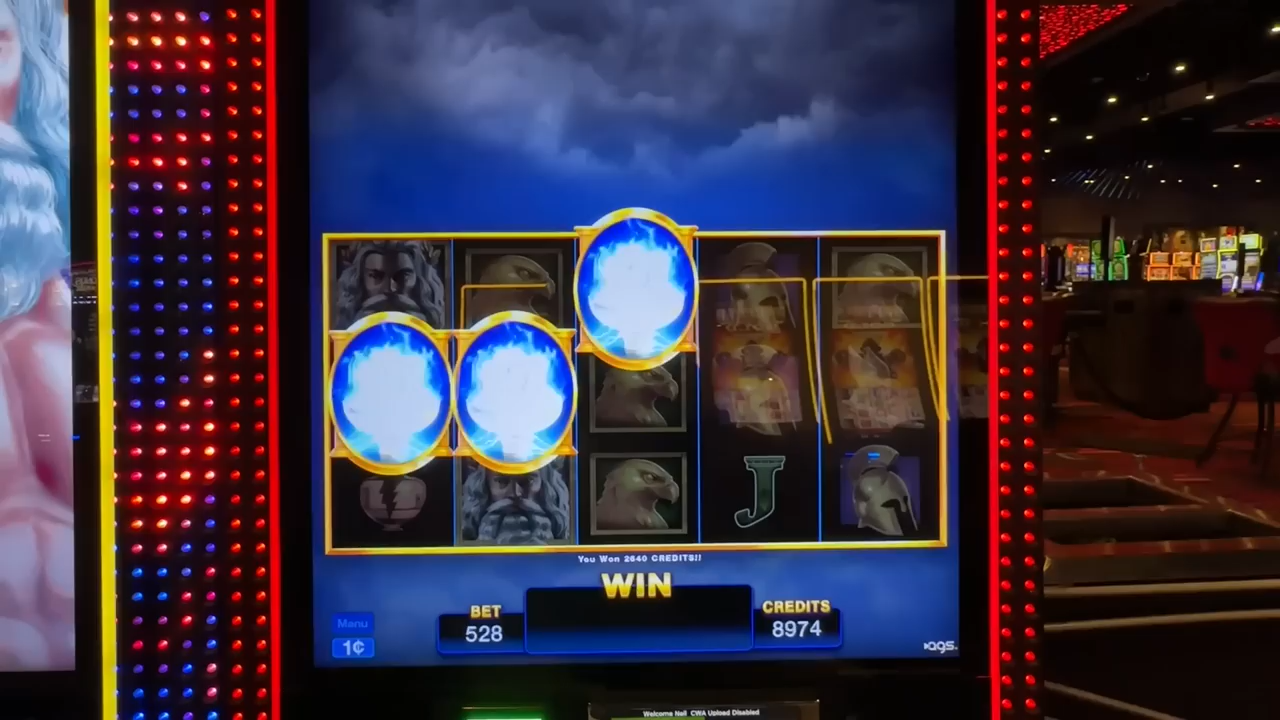 J
You Won 2640 CREDITS!!
WIN
BET
528
CREDITS
8974
Menu
1¢
ags
Welcome Nail CWA Upload Disabled